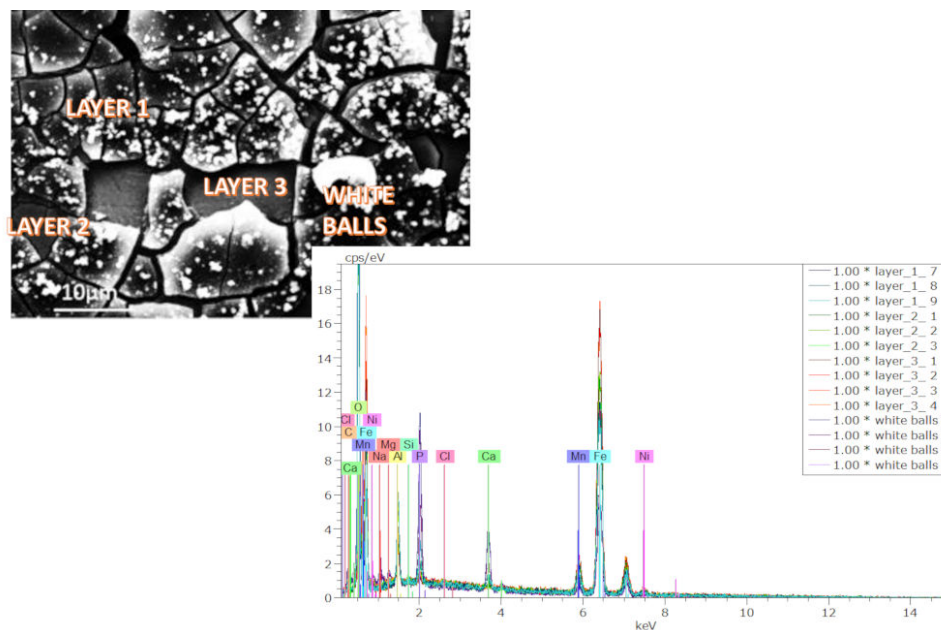 LAYER 1
LAYER 3
WHITE
BALLS
LAYER 2
10µm
cps/eV
18
16
14
12
10
8
6
4
2
0
Cl
C
Ca
O
Ni
Fe
Mn
Na
Mg
Al
Si
P
Cl
Ca
Mn
Fe
Ni
2
4
6
8
10
12
14
keV
1.00 * layer_1_ 7
1.00 * layer_1_ 8
1.00 * layer_1_ 9
1.00 * layer_2_ 1
1.00 * layer_2_ 2
1.00 * layer_2_ 3
1.00 * layer_3_ 1
1.00 * layer_3_ 2
1.00 * layer_3_ 3
1.00 * layer_3_ 4
1.00 * white balls
1.00 * white balls
1.00 * white balls
1.00 * white balls